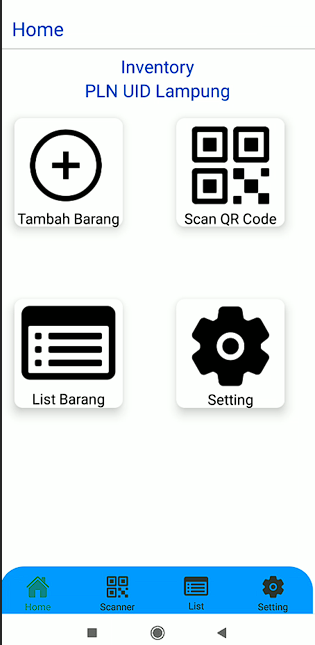 Home
Inventory
PLN UID Lampung
Tambah Barang
Scan QR Code
List Barang
Setting
Home
Scanner
List
Setting